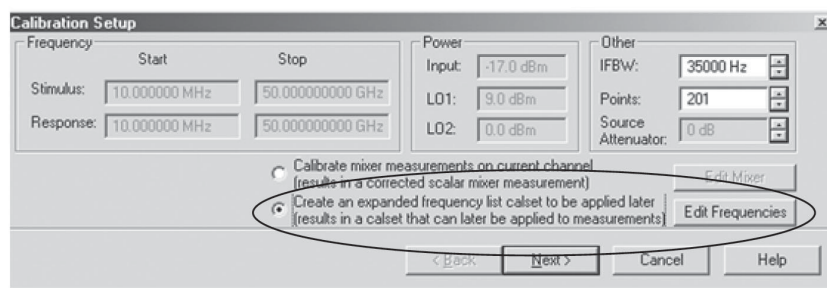 Calibration Setup
x
Frequency
Start Stop
Stimulus: 10.000000 MHz 50.000000000 GHz
Response: 10.000000 MHz 50.000000000 GHz
Power
Input: -17.0 dBm
LO1: 9.0 dBm
LO2: 0.0 dBm
Other
IFBW: 35000 Hz
Points: 201
Source
Attenuator: 0 dB
Calibrate mixer measurements on current channel
(results in a corrected scalar mixer measurement)
Edit Mixer
Create an expanded frequency list calset to be applied later
(results in a calset that can later be applied to measurements)
Edit Frequencies
< Back Next > Cancel Help